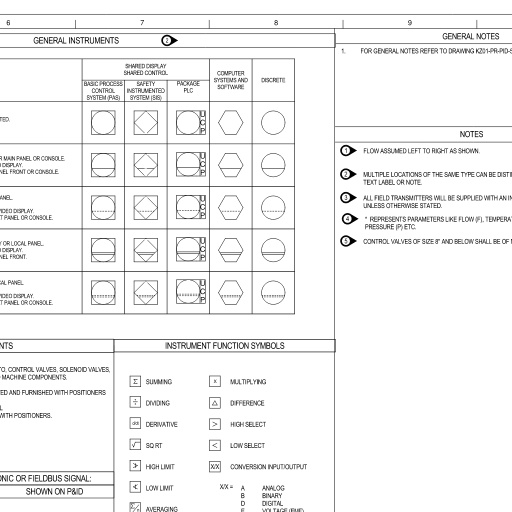 6 7 8 9
GENERAL INSTRUMENTS 2
SHARED DISPLAY
SHARED CONTROL
BASIC PROCESS
CONTROL
SYSTEM (PAS)
SAFETY
INSTRUMENTED
SYSTEM (SIS)
PACKAGE
PLC
COMPUTER
SYSTEMS AND
SOFTWARE
DISCRETE
TED.
UCP
R MAIN PANEL OR CONSOLE.
O DISPLAY.
NEL FRONT OR CONSOLE.
UCP
ANEL.
VIDEO DISPLAY.
T PANEL OR CONSOLE.
UCP
Y OR LOCAL PANEL.
DISPLAY.
NEL FRONT.
UCP
CAL PANEL.
VIDEO DISPLAY.
T PANEL OR CONSOLE.
UCP
GENERAL NOTES
1. FOR GENERAL NOTES REFER TO DRAWING KZ01-PR-PID-S
NOTES
1 FLOW ASSUMED LEFT TO RIGHT AS SHOWN.
2 MULTIPLE LOCATIONS OF THE SAME TYPE CAN BE DISTI
TEXT LABEL OR NOTE.
3 ALL FIELD TRANSMITTERS WILL BE SUPPLIED WITH AN IN
UNLESS OTHERWISE STATED.
4 * REPRESENTS PARAMETERS LIKE FLOW (F), TEMPERAT
PRESSURE (P) ETC.
5 CONTROL VALVES OF SIZE 8" AND BELOW SHALL BE OF
NTS
TO, CONTROL VALVES, SOLENOID VALVES,
MACHINE COMPONENTS.
ED AND FURNISHED WITH POSITIONERS
WITH POSITIONERS.
ONIC OR FIELDBUS SIGNAL:
SHOWN ON P&ID
INSTRUMENT FUNCTION SYMBOLS
Σ SUMMING
x MULTIPLYING
÷ DIVIDING
△ DIFFERENCE
d/dt DERIVATIVE
> HIGH SELECT
√ SQ RT
< LOW SELECT
HIGH LIMIT
X/X CONVERSION INPUT/OUTPUT
LOW LIMIT
X/X = A ANALOG
B BINARY
D DIGITAL
E VOLTAGE (EMF)
AVERAGING